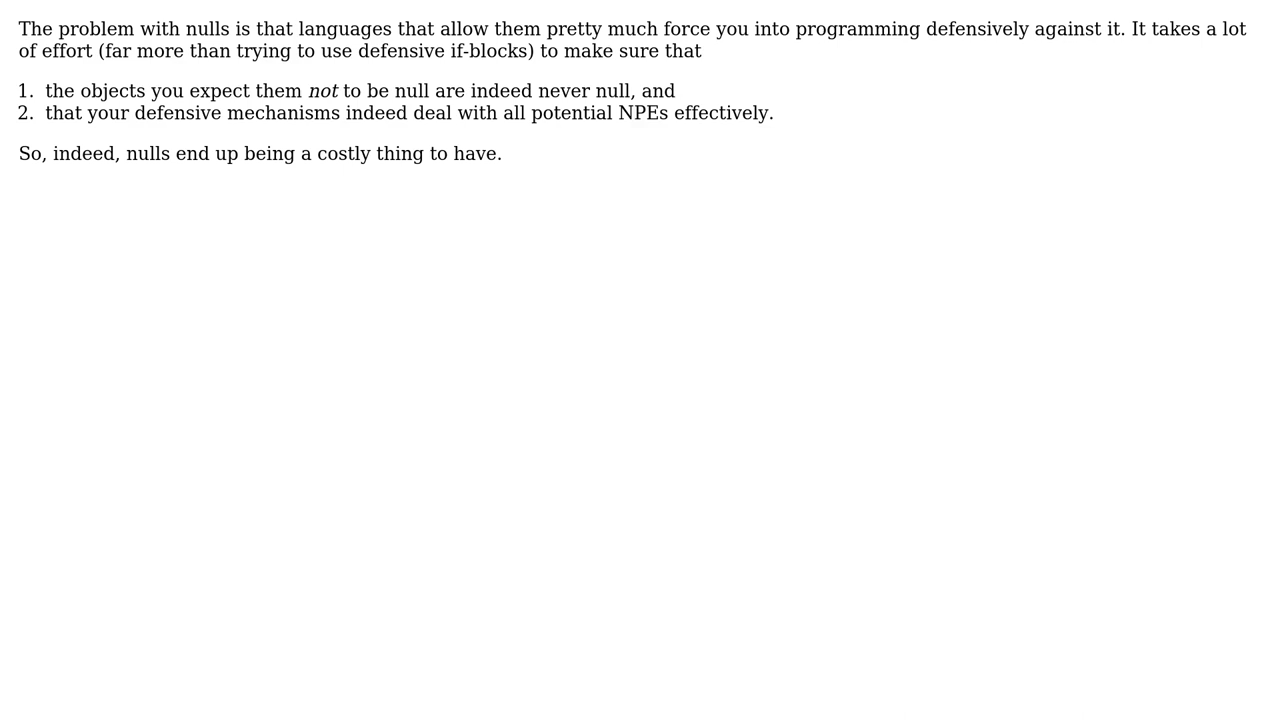 The problem with nulls is that languages that allow them pretty much force you into programming defensively against it. It takes a lot
of effort (far more than trying to use defensive if-blocks) to make sure that
1. the objects you expect them not to be null are indeed never null, and
2. that your defensive mechanisms indeed deal with all potential NPEs effectively.
So, indeed, nulls end up being a costly thing to have.